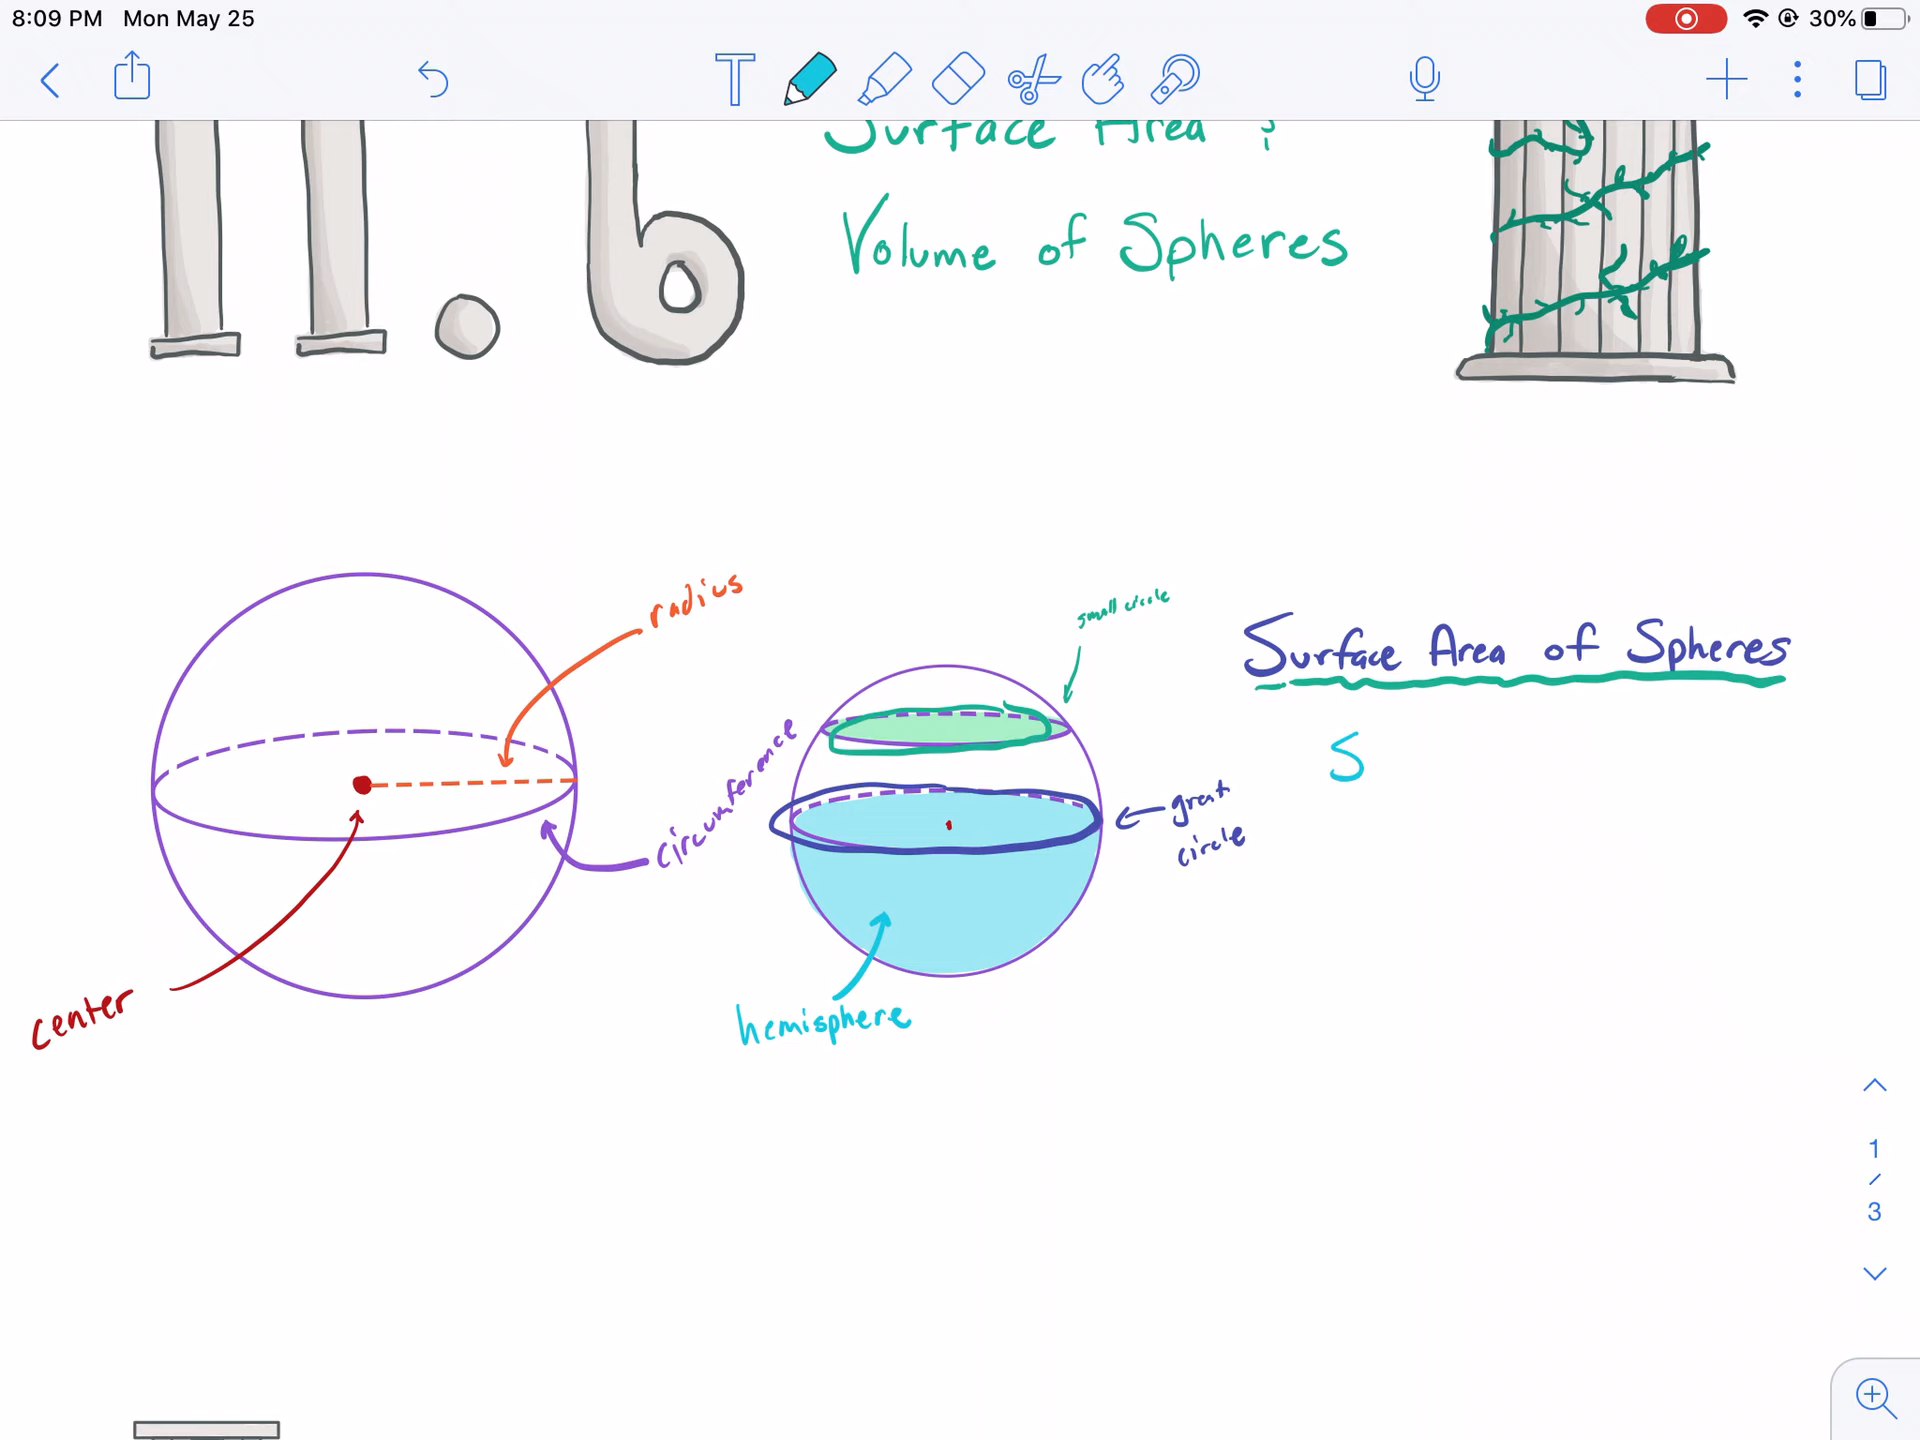 8:09 PM Mon May 25
30%
T
11.6
Surface Area &
Volume of Spheres
radius
small circle
Surface Area of Spheres
S
circumference
great
circle
center
hemisphere
1
/
3